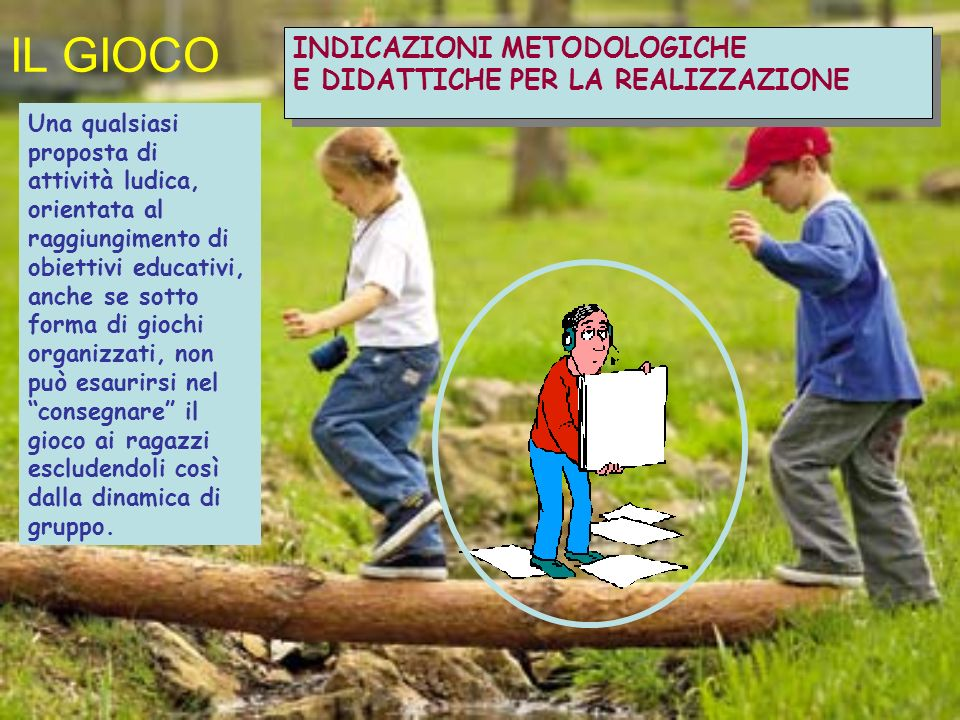 IL GIOCO
INDICAZIONI METODOLOGICHE
E DIDATTICHE PER LA REALIZZAZIONE
Una qualsiasi
proposta di
attività ludica,
orientata al
raggiungimento di
obiettivi educativi,
anche se sotto
forma di giochi
organizzati, non
può esaurirsi nel
“consegnare” il
gioco ai ragazzi
escludendoli così
dalla dinamica di
gruppo.